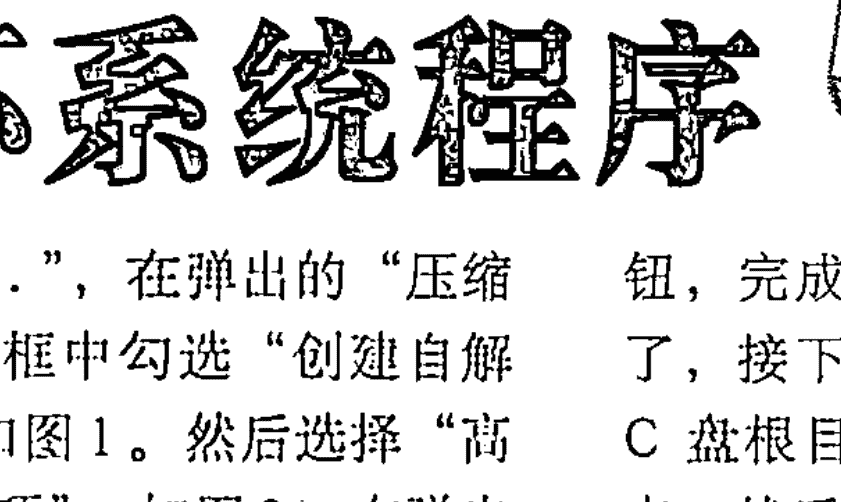 系统程序
.”，在弹出的“压缩
框中勾选“创建自解
如图1。然后选择“高
钮，完成
了，接下
C 盘根目